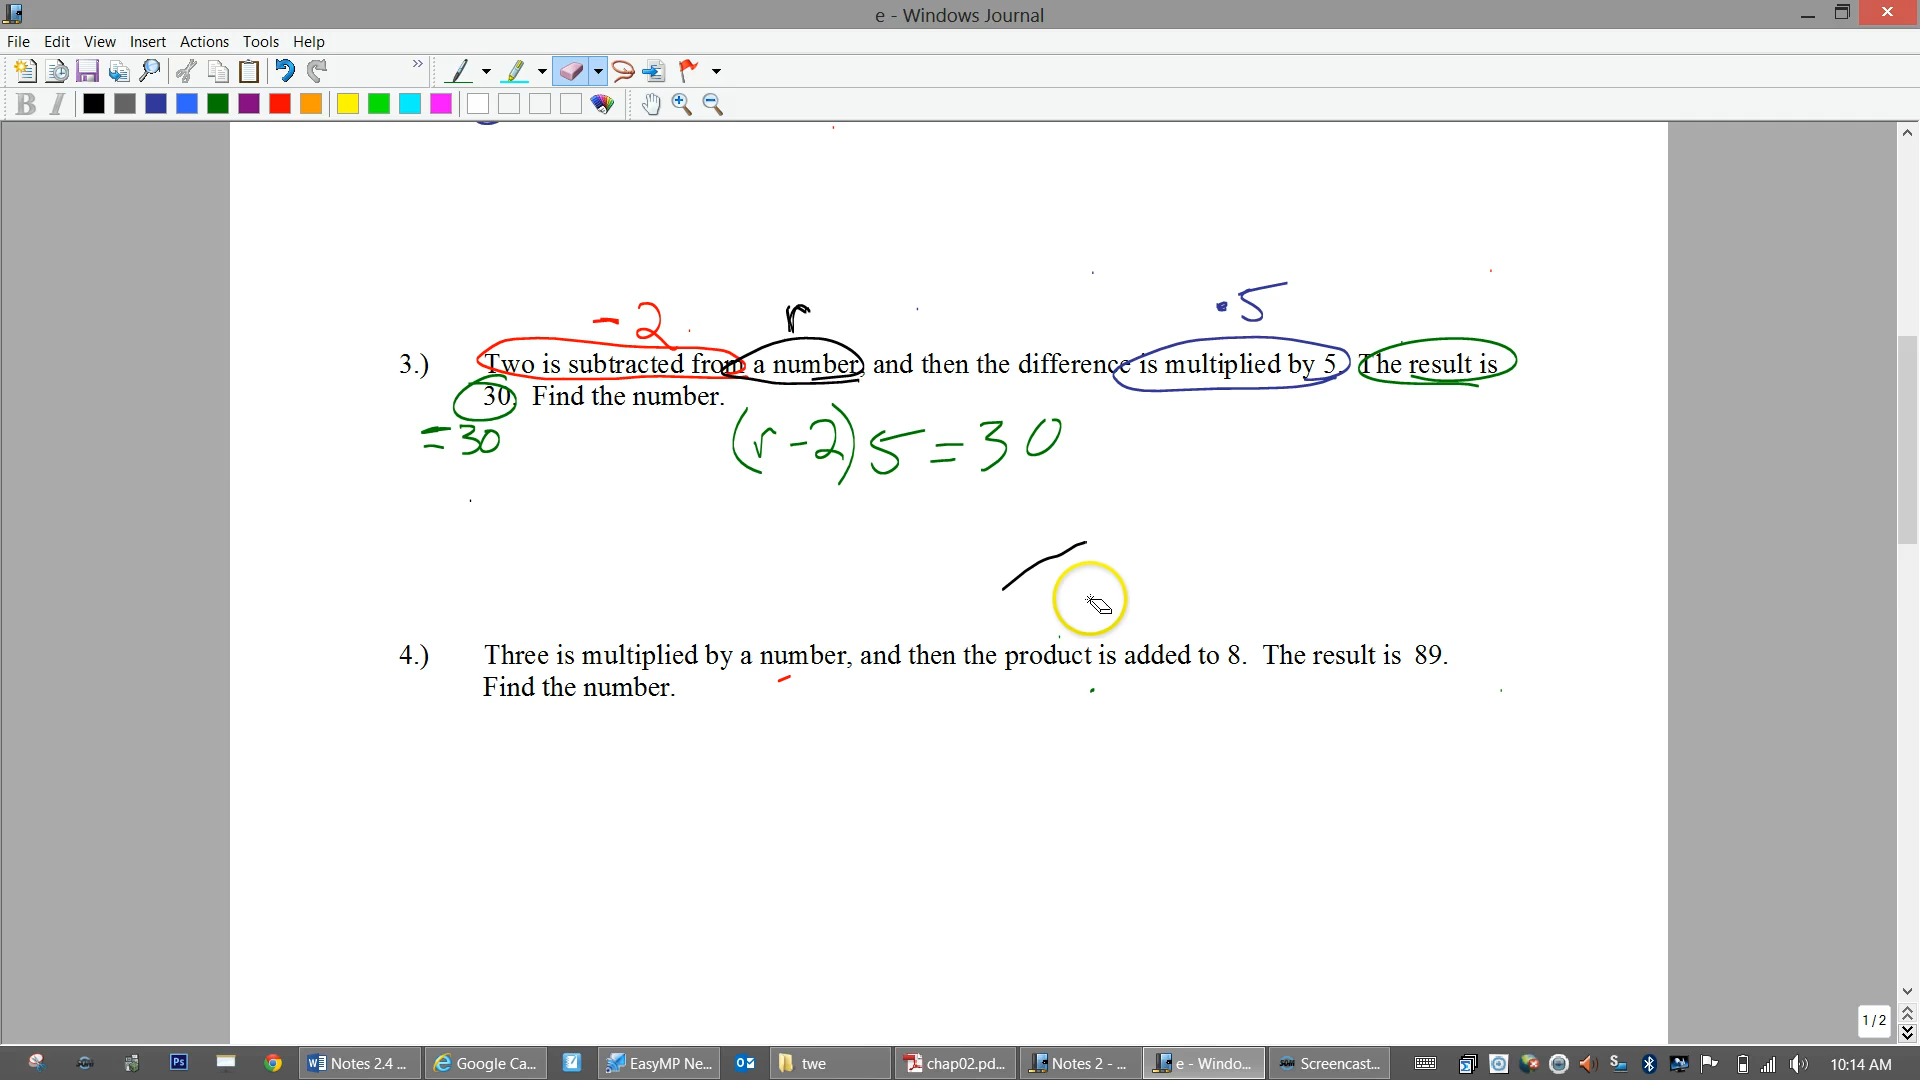 e - Windows Journal
File Edit View Insert Actions Tools Help
B I
- 2 r · 5
3.) Two is subtracted from a number, and then the difference is multiplied by 5. The result is
30. Find the number.
= 30 (r - 2) 5 = 30
4.) Three is multiplied by a number, and then the product is added to 8. The result is 89.
Find the number.
1 / 2
Notes 2.4 ... Google Ca... EasyMP Ne... twe chap02.pd... Notes 2 - ... e - Windo... Screencast... 10:14 AM